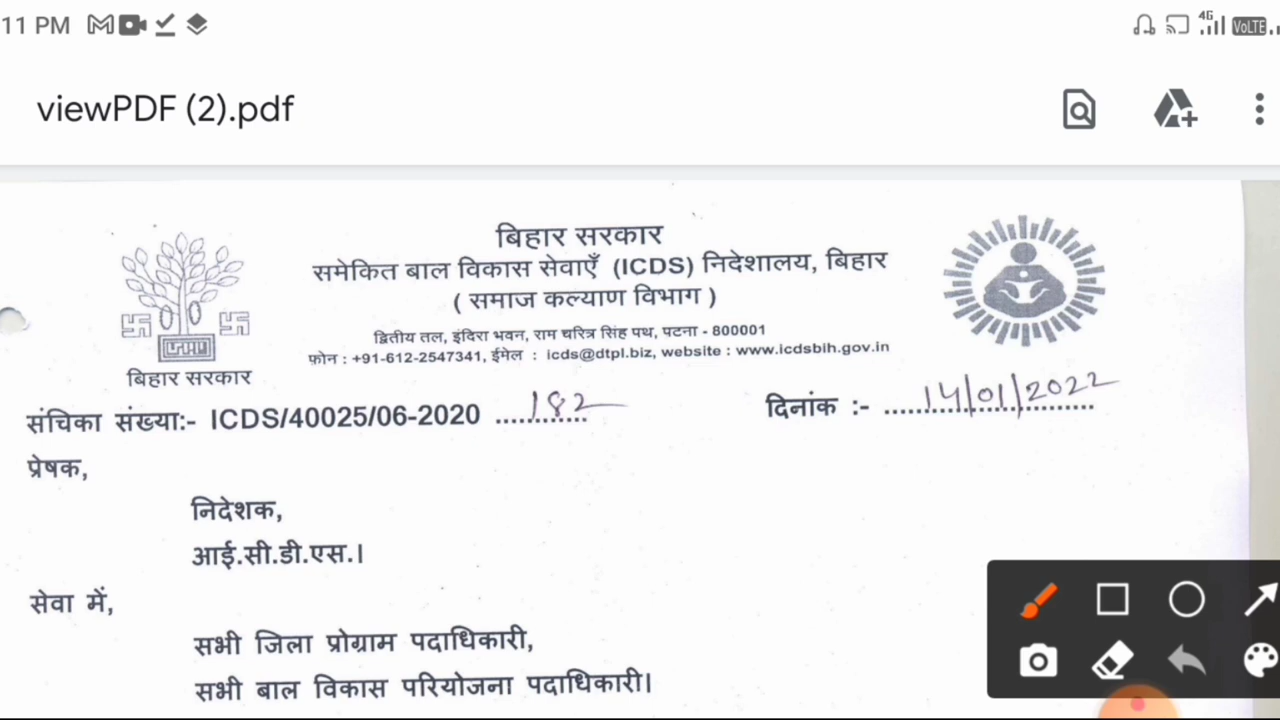 11 PM
4G VoLTE
viewPDF (2).pdf
बिहार सरकार
समेकित बाल विकास सेवाएँ (ICDS) निदेशालय, बिहार
( समाज कल्याण विभाग )
द्वितीय तल, इंदिरा भवन, राम चरित्र सिंह पथ, पटना - 800001
फ़ोन : +91-612-2547341, ईमेल : icds@dtpl.biz, website : www.icdsbih.gov.in
बिहार सरकार
संचिका संख्या:- ICDS/40025/06-2020 ....182....
दिनांक :- ....14/01/2022....
प्रेषक,
निदेशक,
आई.सी.डी.एस.।
सेवा में,
सभी जिला प्रोग्राम पदाधिकारी,
सभी बाल विकास परियोजना पदाधिकारी।